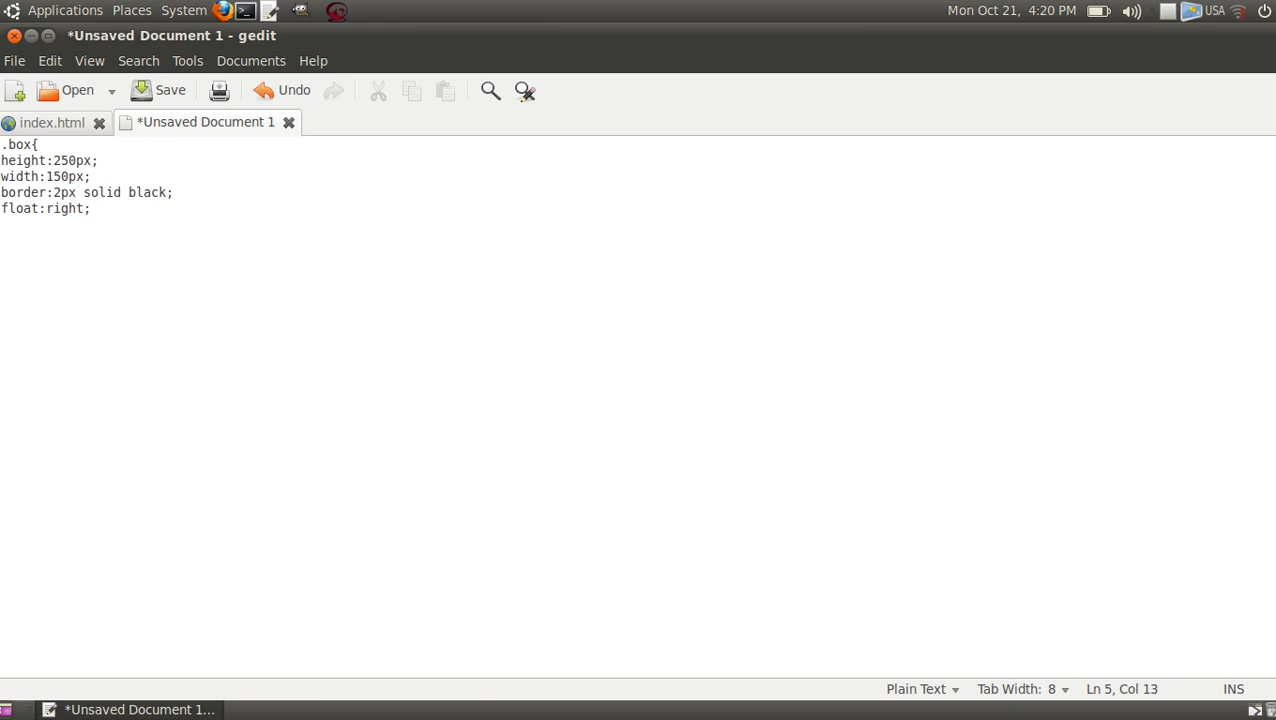 Applications Places System Mon Oct 21, 4:20 PM USA
*Unsaved Document 1 - gedit
File Edit View Search Tools Documents Help
Open Save Undo
index.html *Unsaved Document 1
.box{
height:250px;
width:150px;
border:2px solid black;
float:right;
Plain Text Tab Width: 8 Ln 5, Col 13 INS
*Unsaved Document 1...